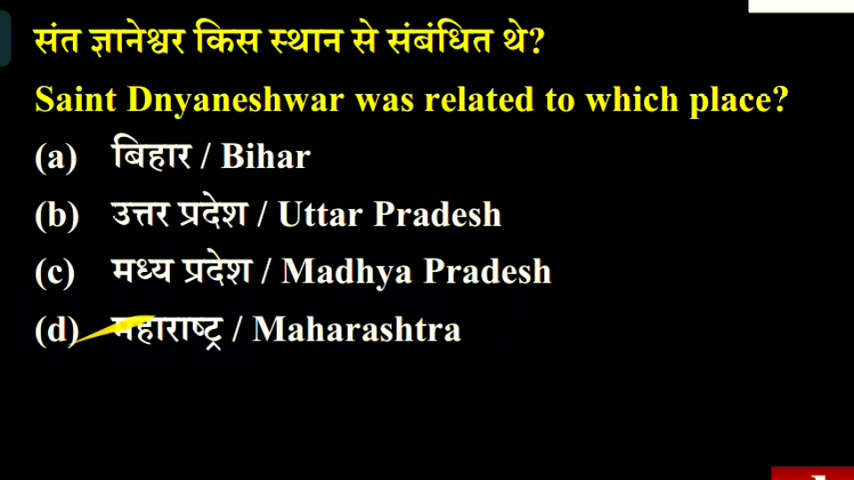 संत ज्ञानेश्वर किस स्थान से संबंधित थे?
Saint Dnyaneshwar was related to which place?
(a) बिहार / Bihar
(b) उत्तर प्रदेश / Uttar Pradesh
(c) मध्य प्रदेश / Madhya Pradesh
(d) महाराष्ट्र / Maharashtra